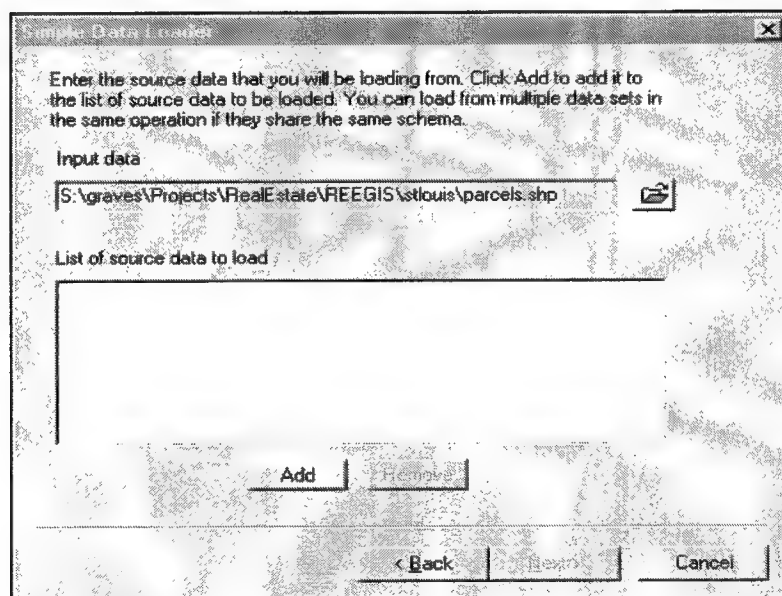 Simple Data Loader
Enter the source data that you will be loading from. Click Add to add it to
the list of source data to be loaded. You can load from multiple data sets in
the same operation if they share the same schema.
Input data
S:\graves\Projects\RealEstate\REEGIS\stlouis\parcels.shp
List of source data to load
Add
Remove
< Back
Next >
Cancel